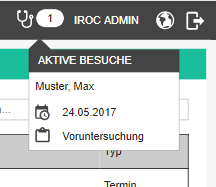 1 IROC ADMIN
AKTIVE BESUCHE
Muster, Max
24.05.2017
Voruntersuchung
Typ
Termin